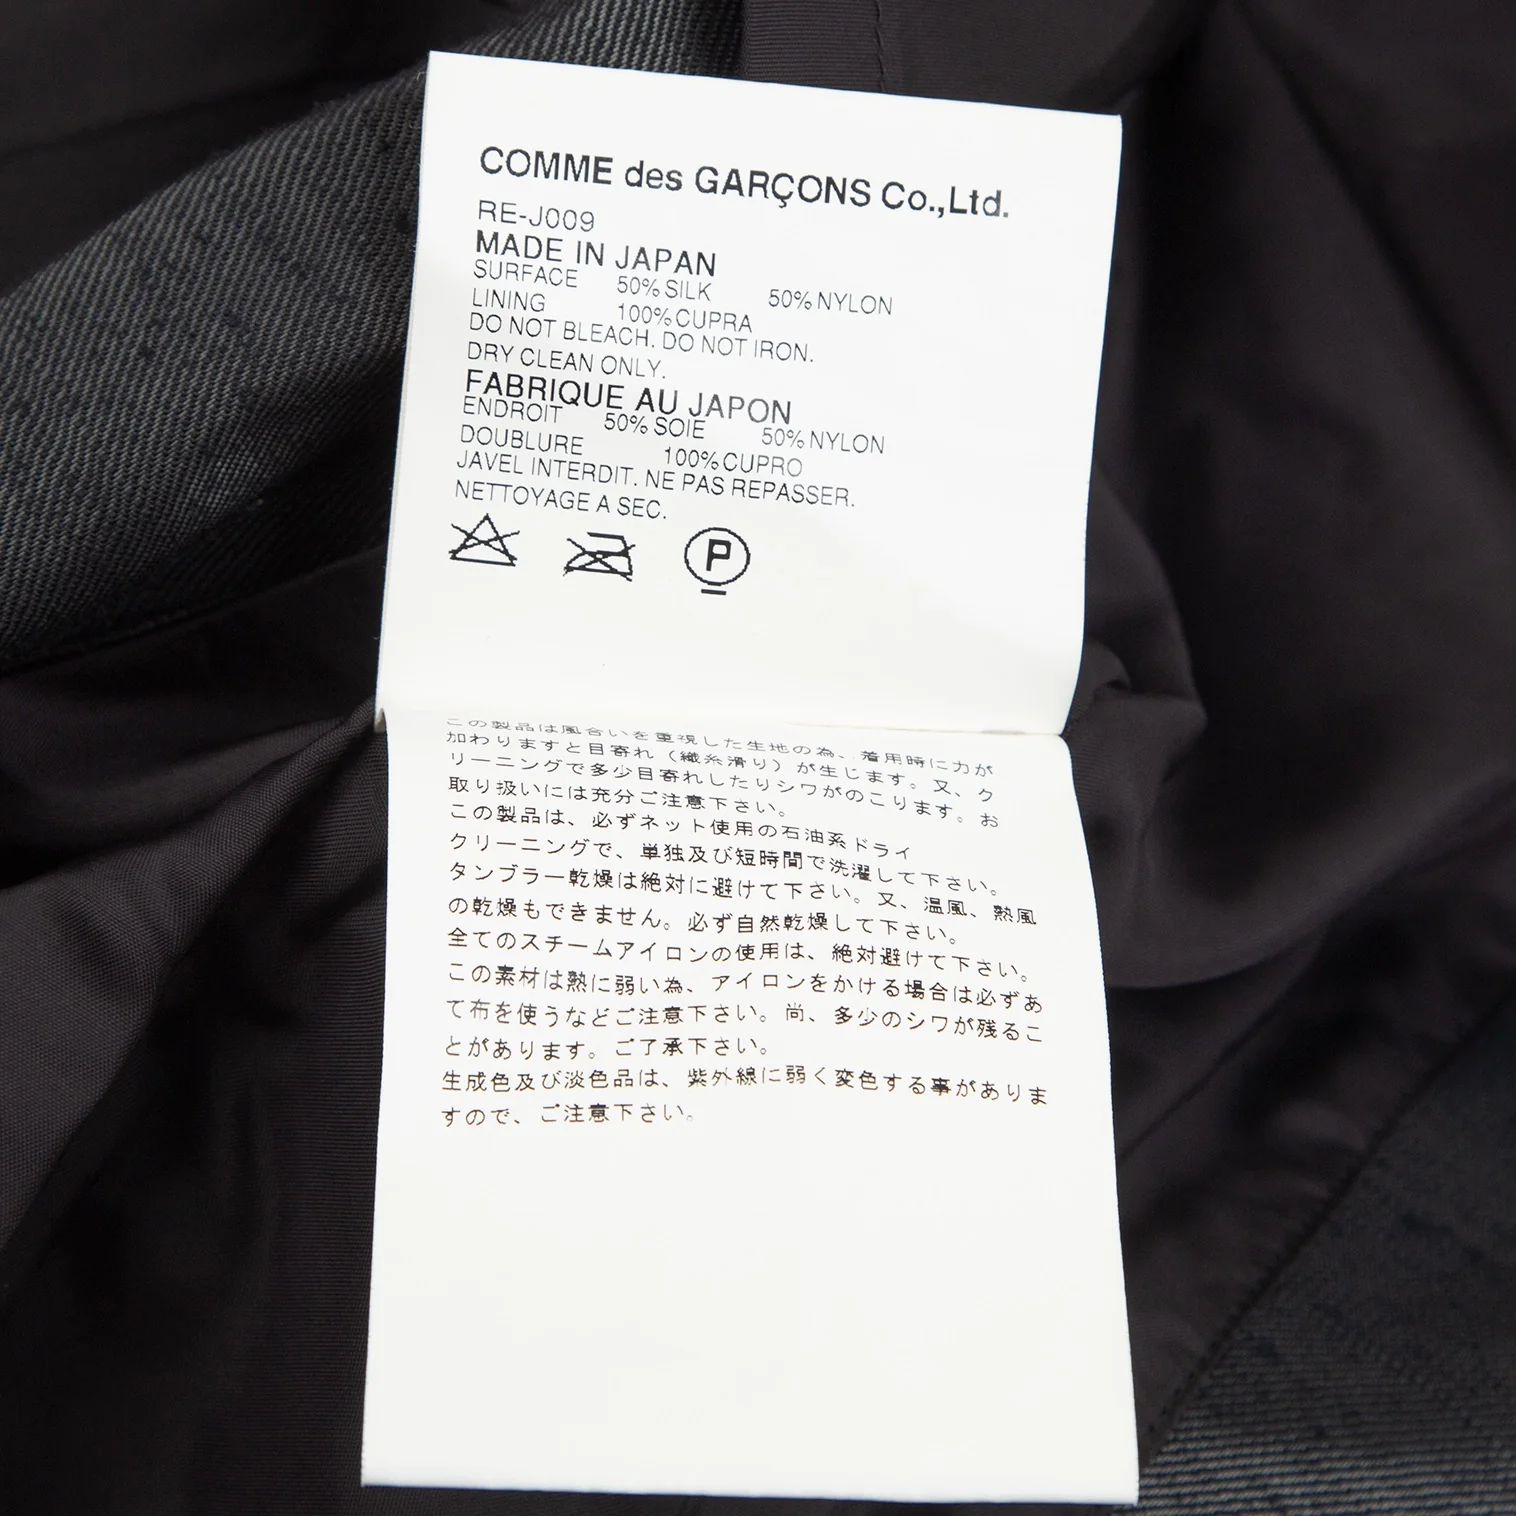 COMME des GARÇONS Co.,Ltd.
RE-J009
MADE IN JAPAN
SURFACE 50% SILK 50% NYLON
LINING 100% CUPRA
DO NOT BLEACH. DO NOT IRON.
DRY CLEAN ONLY.
FABRIQUE AU JAPON
ENDROIT 50% SOIE 50% NYLON
DOUBLURE 100% CUPRO
JAVEL INTERDIT. NE PAS REPASSER.
NETTOYAGE A SEC.
P
この製品は風合いを重視した生地の為、着用時に力が
加わりますと目寄れ（織糸滑り）が生じます。又、ク
リーニングで多少目寄れしたりシワがのこります。お
取り扱いには充分ご注意下さい。
この製品は、必ずネット使用の石油系ドライ
クリーニングで、単独及び短時間で洗濯して下さい。
タンブラー乾燥は絶対に避けて下さい。又、温風、熱風
の乾燥もできません。必ず自然乾燥して下さい。
全てのスチームアイロンの使用は、絶対避けて下さい。
この素材は熱に弱い為、アイロンをかける場合は必ずあ
て布を使うなどご注意下さい。尚、多少のシワが残るこ
とがあります。ご了承下さい。
生成色及び淡色品は、紫外線に弱く変色する事がありま
すので、ご注意下さい。